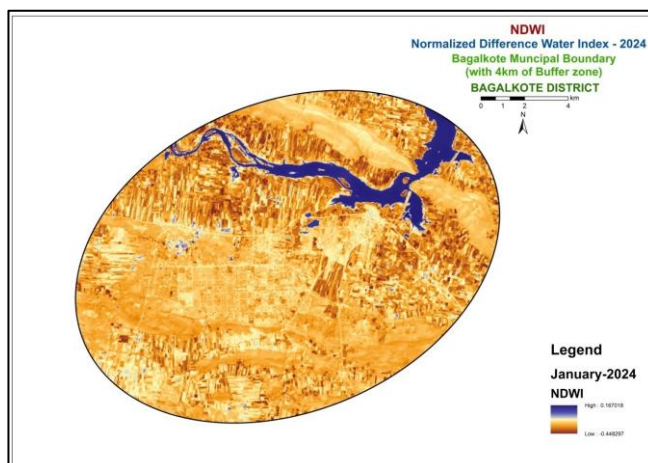 NDWI
Normalized Difference Water Index - 2024
Bagalkote Muncipal Boundary
(with 4km of Buffer zone)
BAGALKOTE DISTRICT
km
0 1 2 4
N
Legend
January-2024
NDWI
High : 0.167018
Low : -0.448297